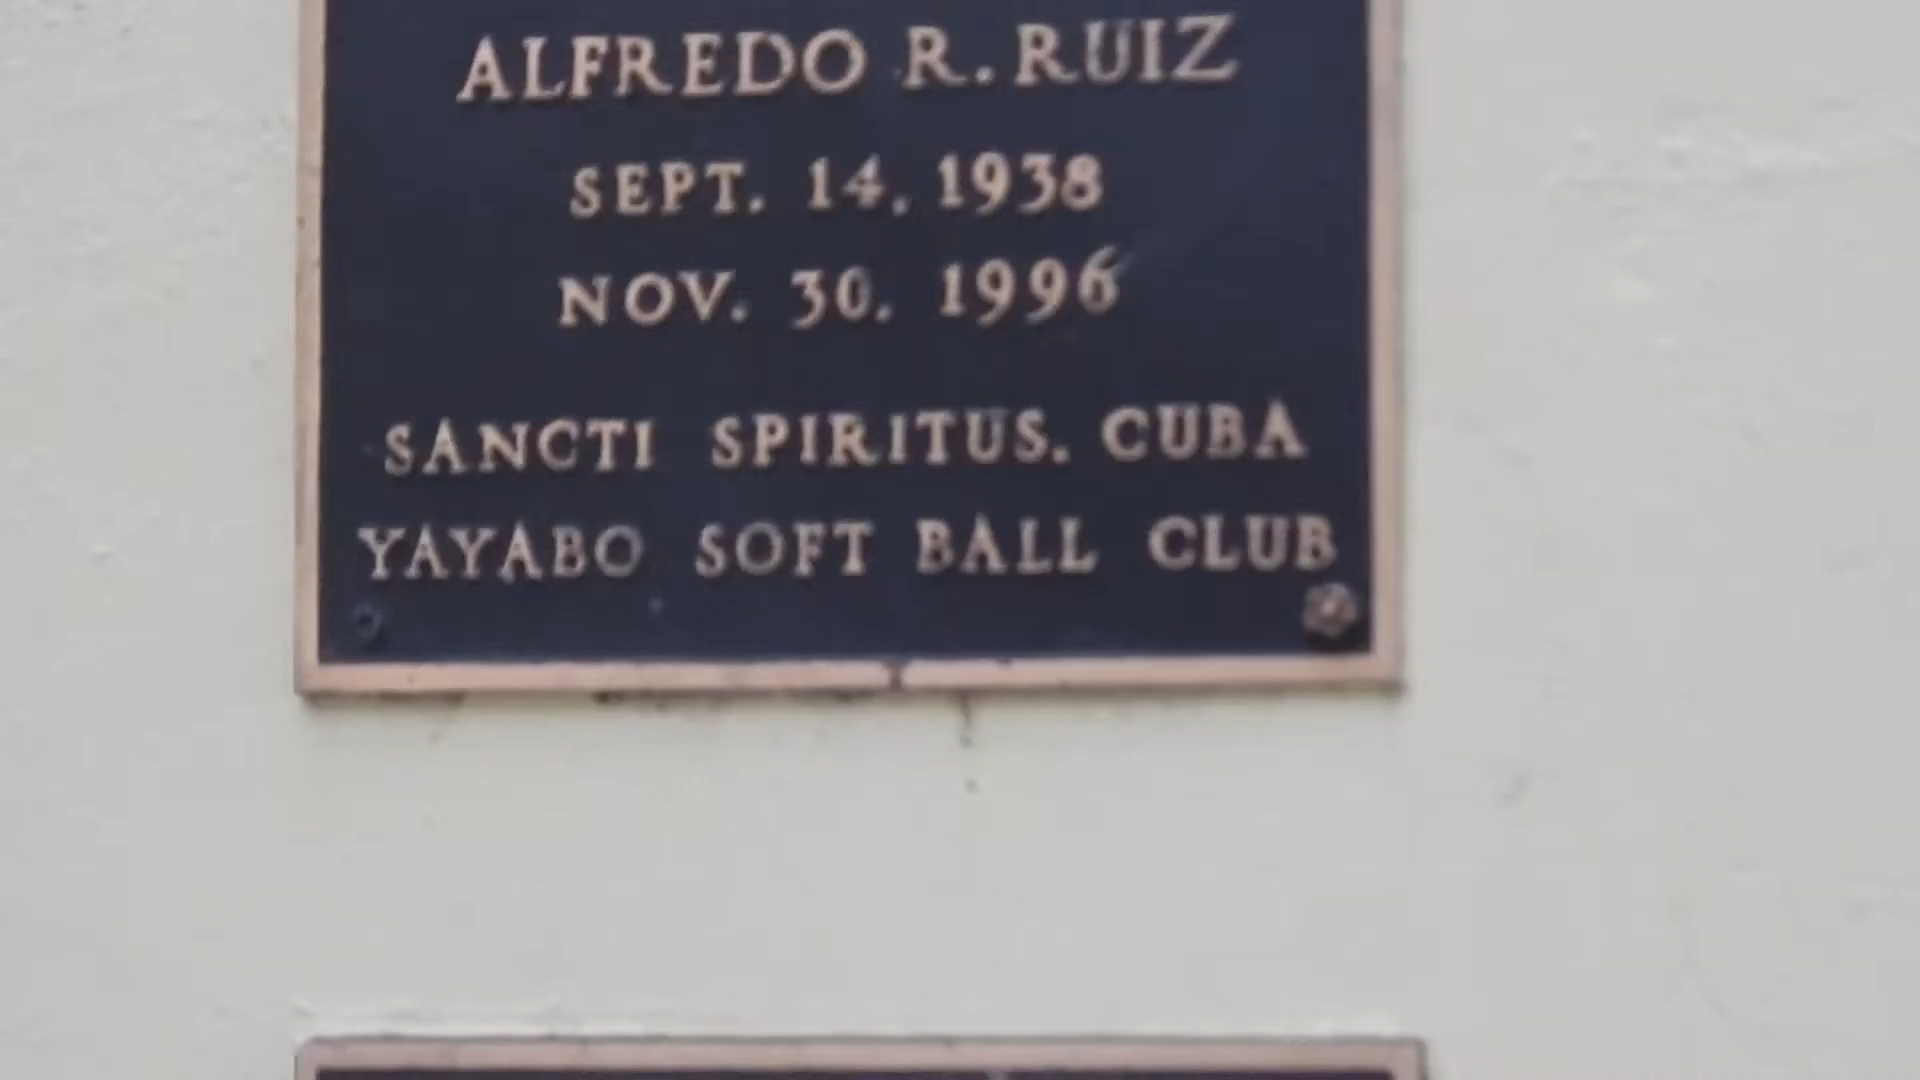 ALFREDO R. RUIZ
SEPT. 14, 1938
NOV. 30, 1996
SANCTI SPIRITUS, CUBA
YAYABO SOFT BALL CLUB